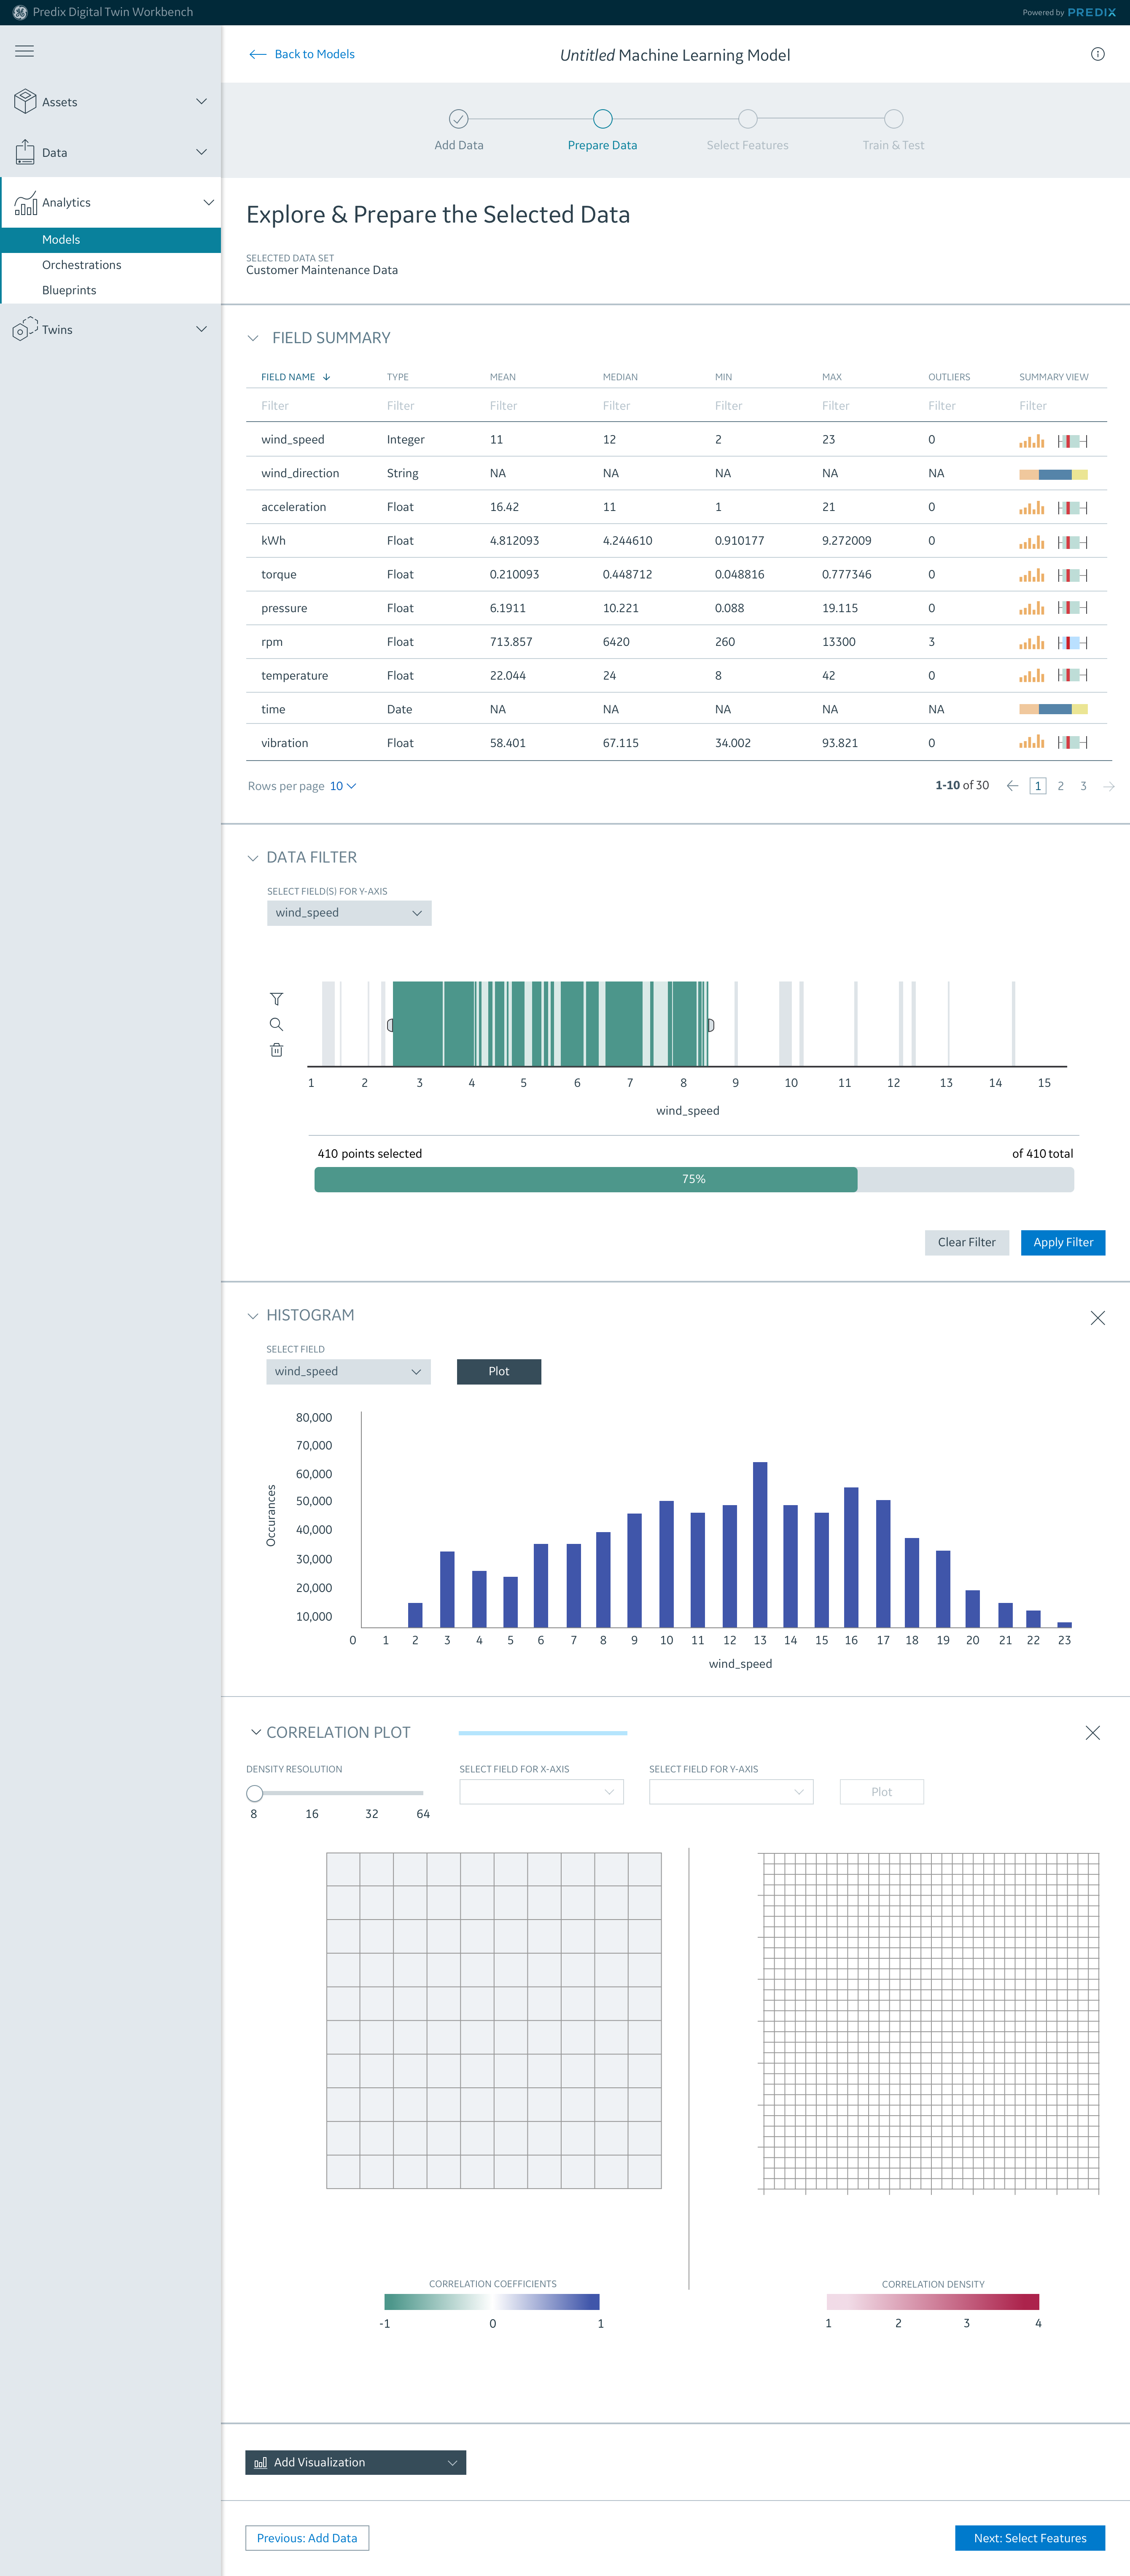 Predix Digital Twin Workbench
Powered by PREDIX
Assets
Data
Analytics
Models
Orchestrations
Blueprints
Twins
Back to Models
Untitled Machine Learning Model
Add Data Prepare Data Select Features Train & Test
Explore & Prepare the Selected Data
SELECTED DATA SET
Customer Maintenance Data
FIELD SUMMARY
FIELD NAME TYPE MEAN MEDIAN MIN MAX OUTLIERS SUMMARY VIEW
Filter Filter Filter Filter Filter Filter Filter Filter
wind_speed Integer 11 12 2 23 0
wind_direction String NA NA NA NA NA
acceleration Float 16.42 11 1 21 0
kWh Float 4.812093 4.244610 0.910177 9.272009 0
torque Float 0.210093 0.448712 0.048816 0.777346 0
pressure Float 6.1911 10.221 0.088 19.115 0
rpm Float 713.857 6420 260 13300 3
temperature Float 22.044 24 8 42 0
time Date NA NA NA NA NA
vibration Float 58.401 67.115 34.002 93.821 0
Rows per page 10
1-10 of 30 1 2 3
DATA FILTER
SELECT FIELD(S) FOR Y-AXIS
wind_speed
1 2 3 4 5 6 7 8 9 10 11 12 13 14 15
wind_speed
410 points selected
of 410 total
75%
Clear Filter
Apply Filter
HISTOGRAM
SELECT FIELD
wind_speed
Plot
80,000
70,000
60,000
50,000
40,000
30,000
20,000
10,000
Occurances
0 1 2 3 4 5 6 7 8 9 10 11 12 13 14 15 16 17 18 19 20 21 22 23
wind_speed
CORRELATION PLOT
DENSITY RESOLUTION
8 16 32 64
SELECT FIELD FOR X-AXIS
SELECT FIELD FOR Y-AXIS
Plot
CORRELATION COEFFICIENTS
-1 0 1
CORRELATION DENSITY
1 2 3 4
Add Visualization
Previous: Add Data
Next: Select Features